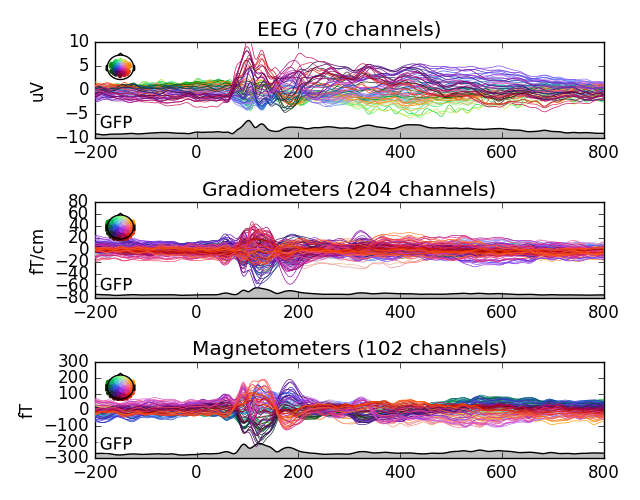 EEG (70 channels)
10
5
0
−5
−10
uV
GFP
−200 0 200 400 600 800
Gradiometers (204 channels)
80
60
40
20
0
−20
−40
−60
−80
fT/cm
GFP
−200 0 200 400 600 800
Magnetometers (102 channels)
300
200
100
0
−100
−200
−300
fT
GFP
−200 0 200 400 600 800